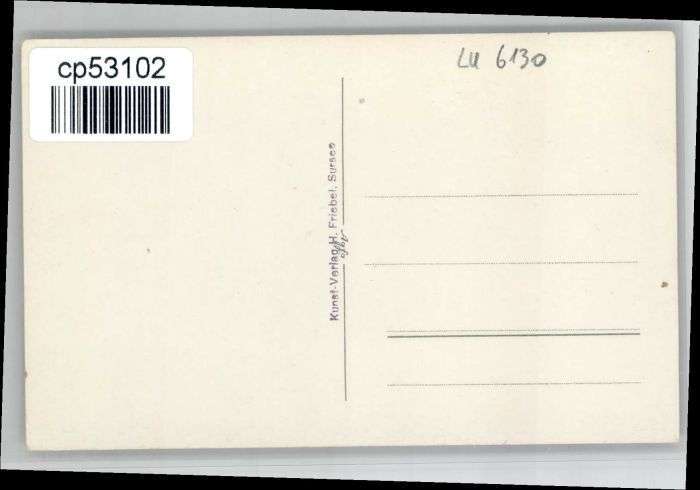 cp53102
LU 6130
Kunst-Verlag H. Friebel, Sursee